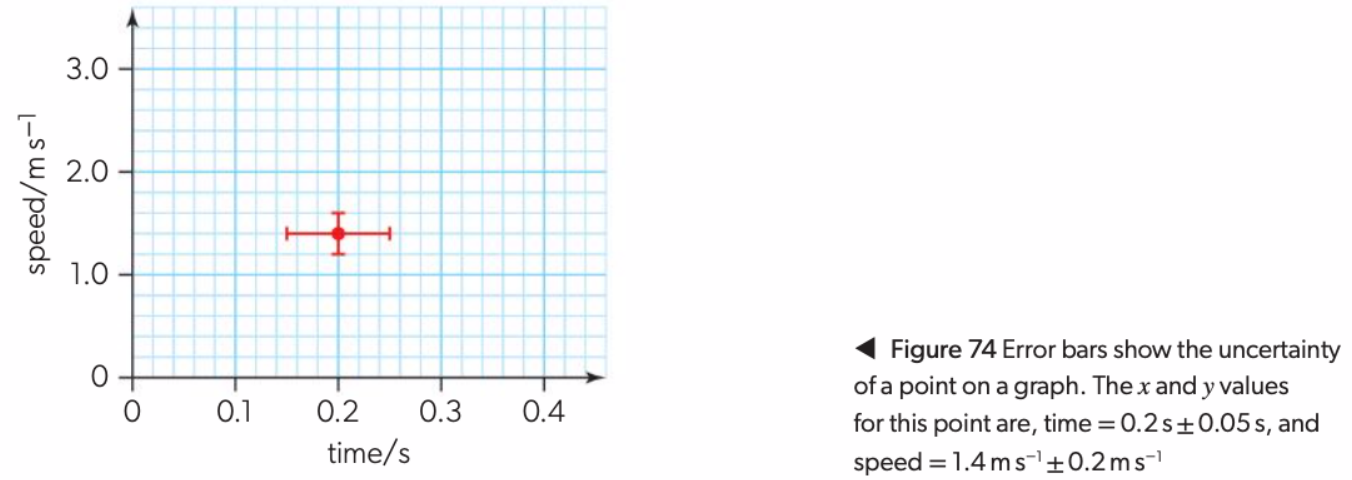 3.0
2.0
1.0
0
speed/m s⁻¹
0 0.1 0.2 0.3 0.4
time/s
◀ Figure 74 Error bars show the uncertainty
of a point on a graph. The x and y values
for this point are, time = 0.2 s ± 0.05 s, and
speed = 1.4 m s⁻¹ ± 0.2 m s⁻¹